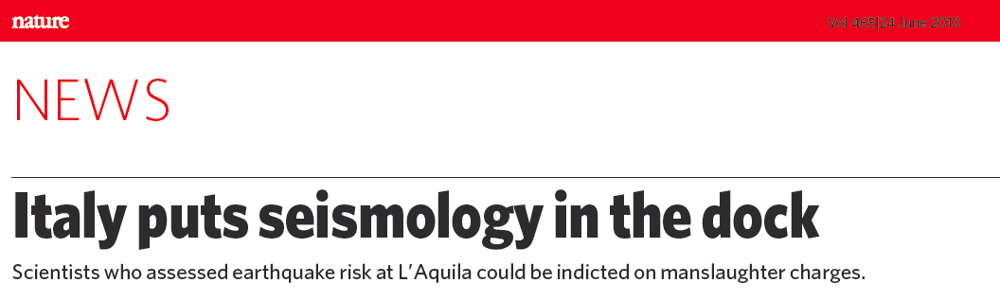 nature
Vol 465|24 June 2010
NEWS
Italy puts seismology in the dock
Scientists who assessed earthquake risk at L'Aquila could be indicted on manslaughter charges.